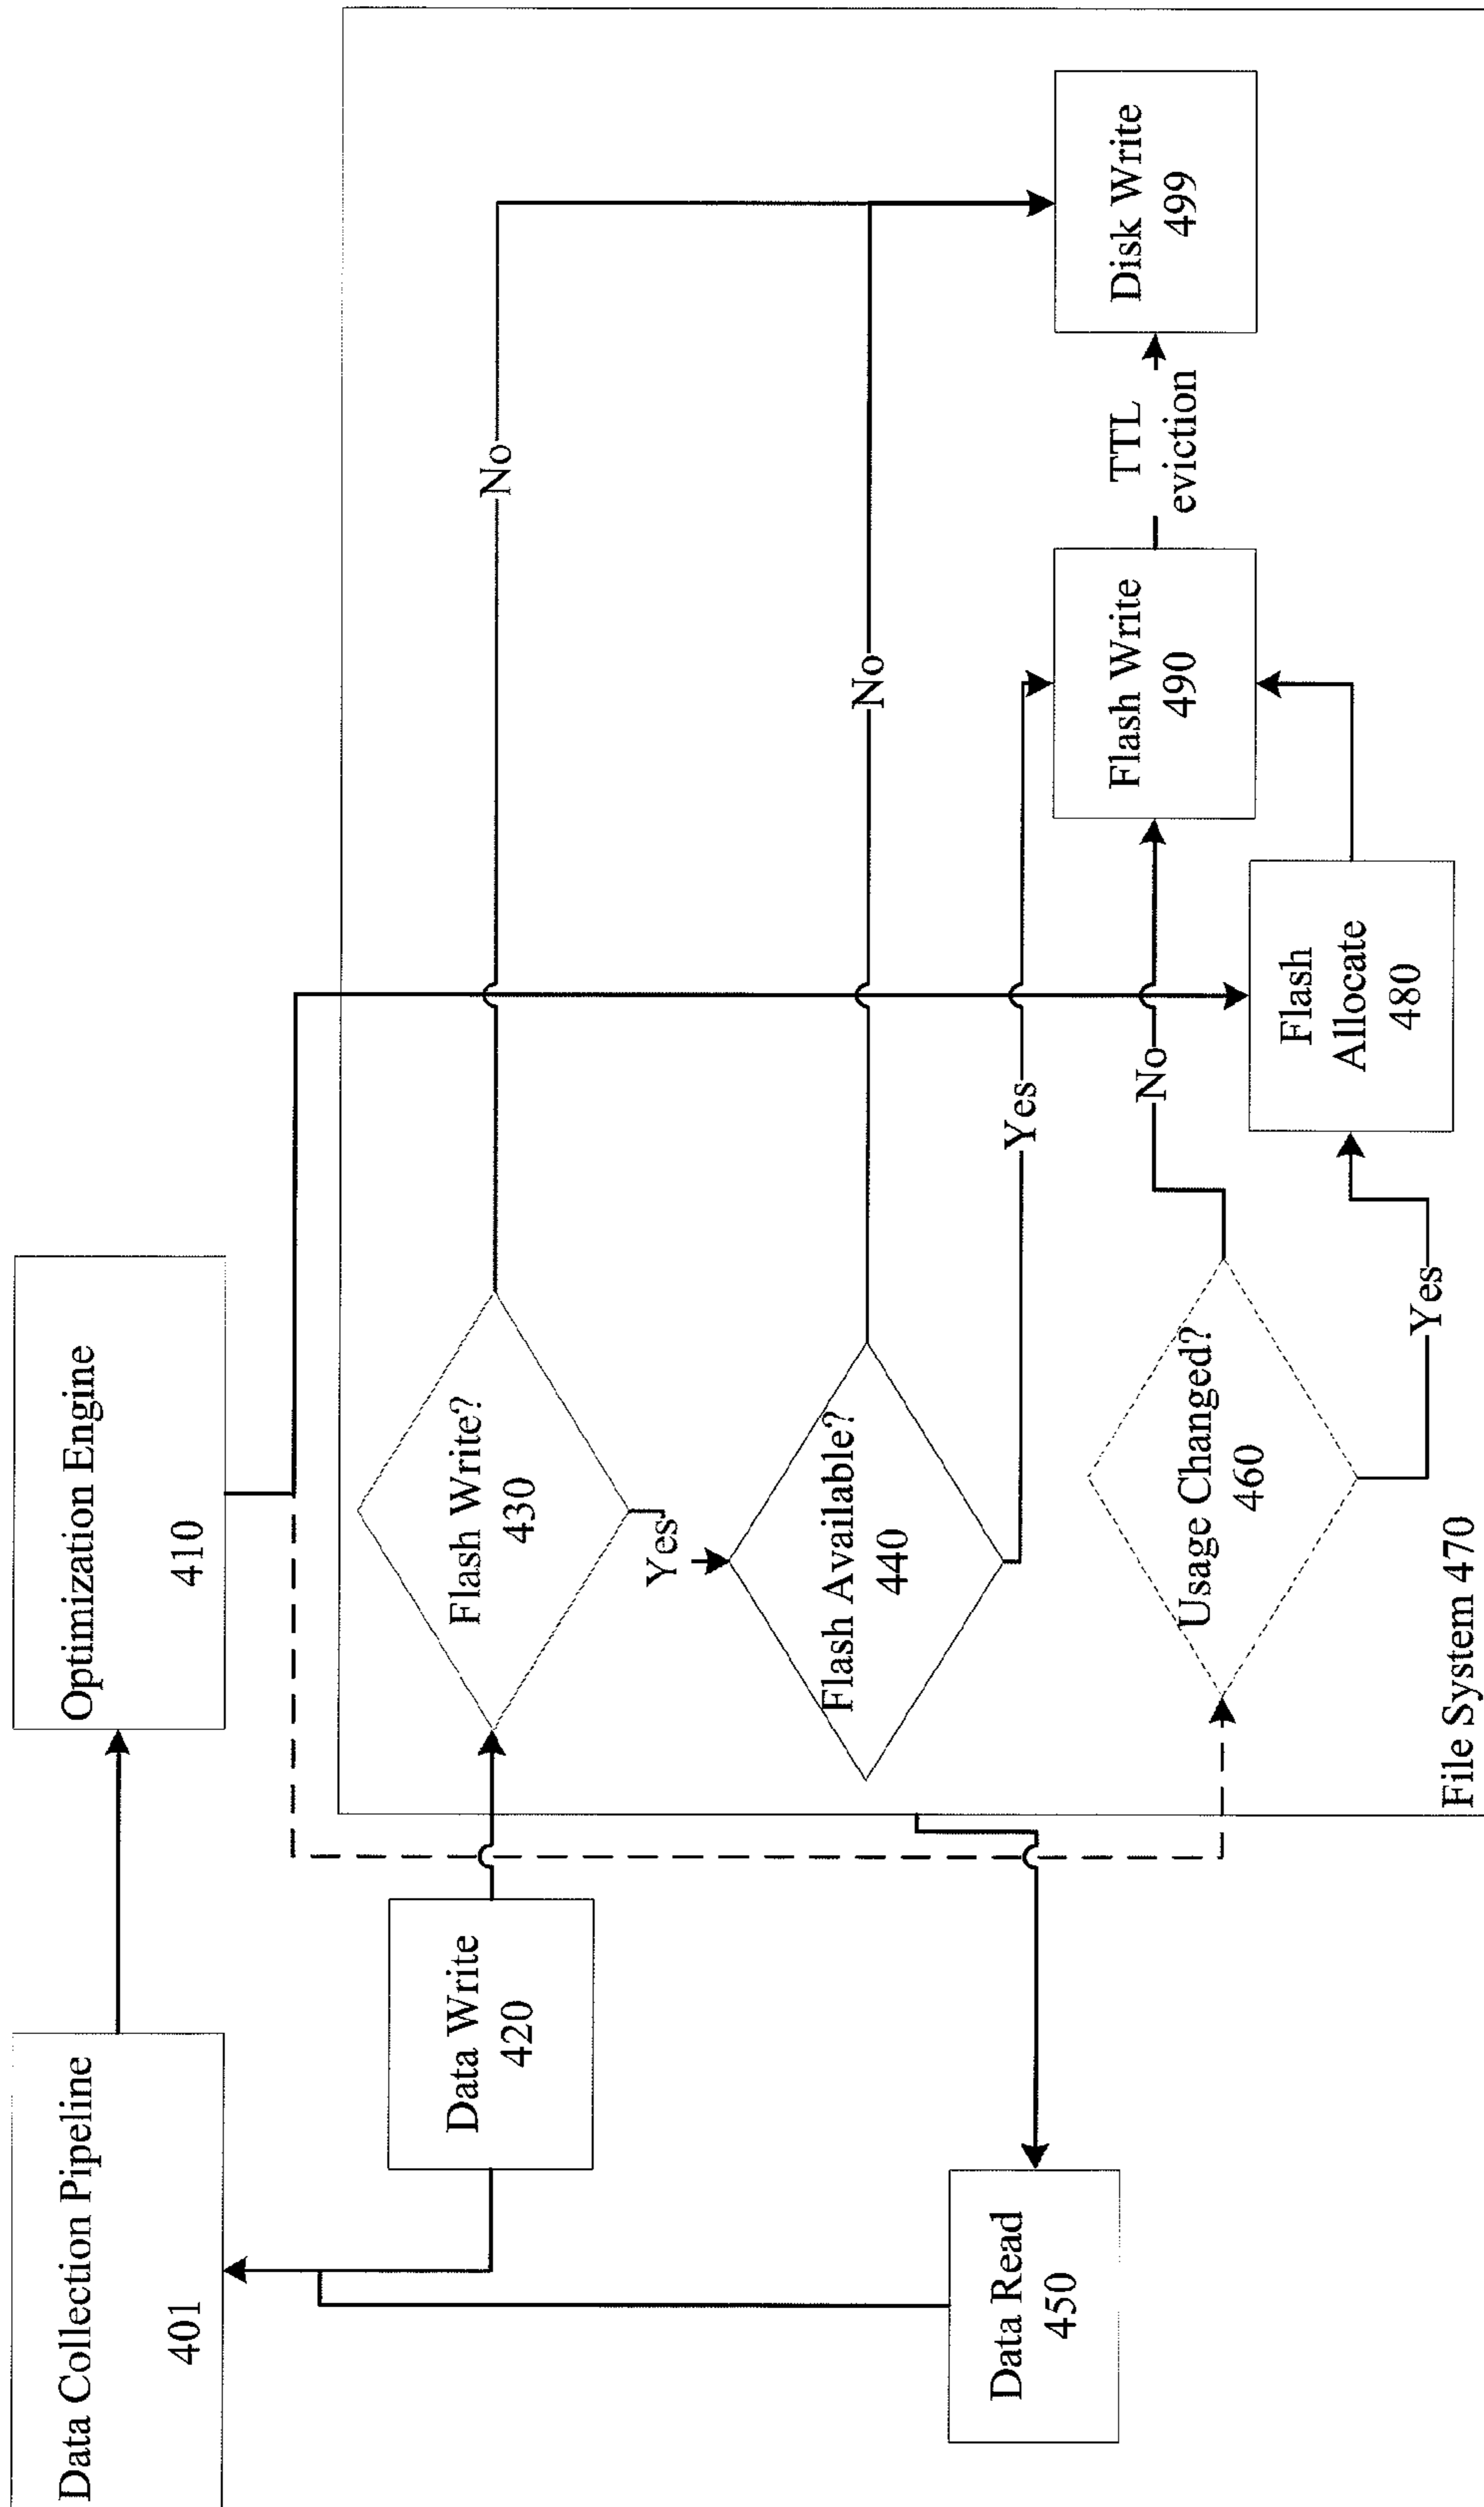 Data Collection Pipeline
401
Optimization Engine
410
Data Write
420
Flash Write?
430
No
Yes
Flash Available?
440
No
Yes
Data Read
450
Usage Changed?
460
No
Yes
Flash
Allocate
480
Flash Write
490
TTL
eviction
Disk Write
499
File System 470